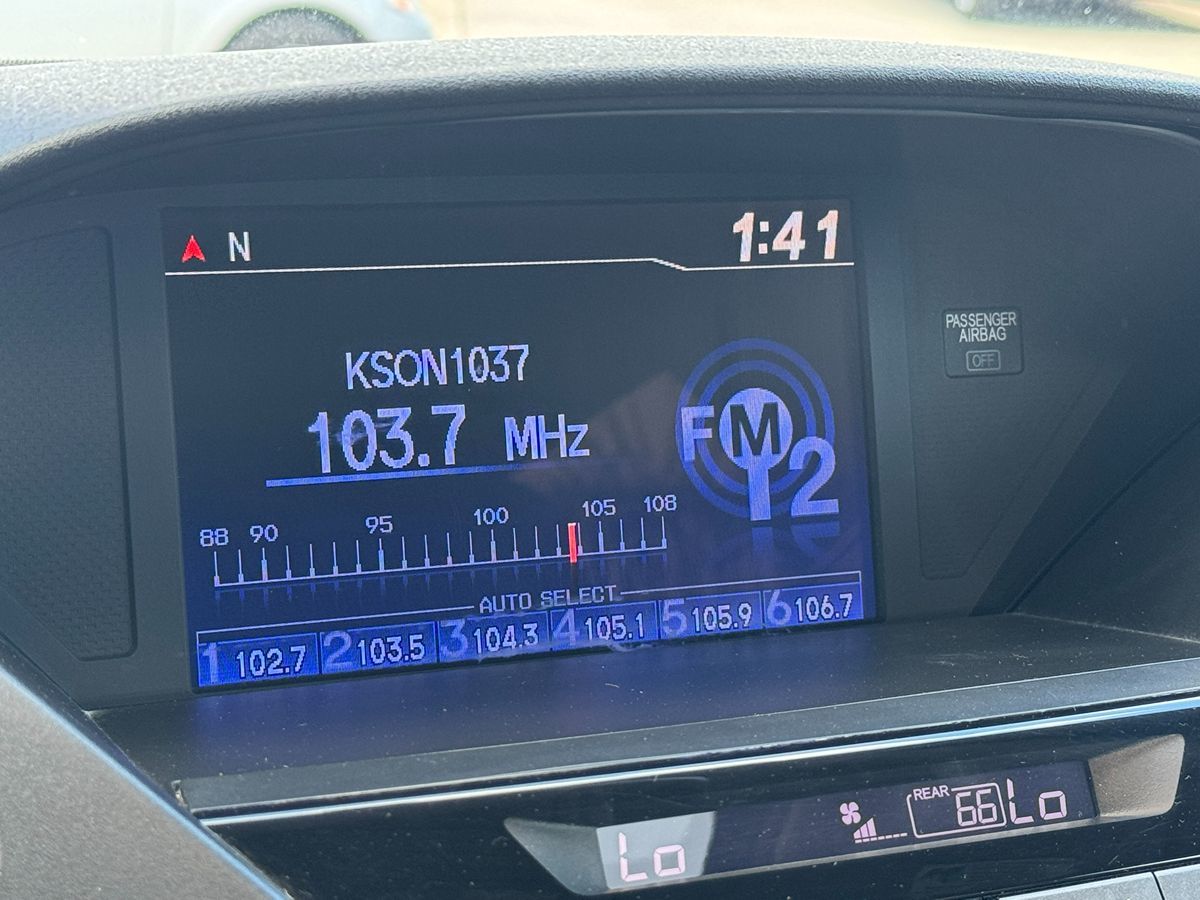 N 1:41
KSON1037
103.7 MHz
FM 2
88 90 95 100 105 108
AUTO SELECT
1 102.7 2 103.5 3 104.3 4 105.1 5 105.9 6 106.7
PASSENGER
AIRBAG
OFF
Lo REAR 66 Lo